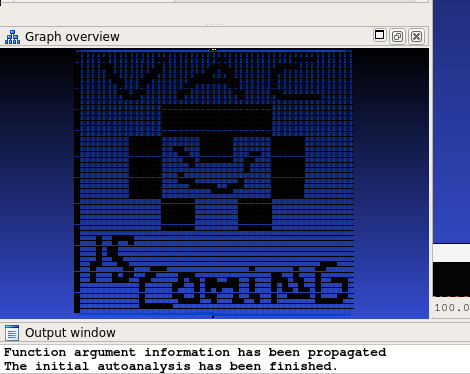 Graph overview
100.0
Output window
Function argument information has been propagated
The initial autoanalysis has been finished.